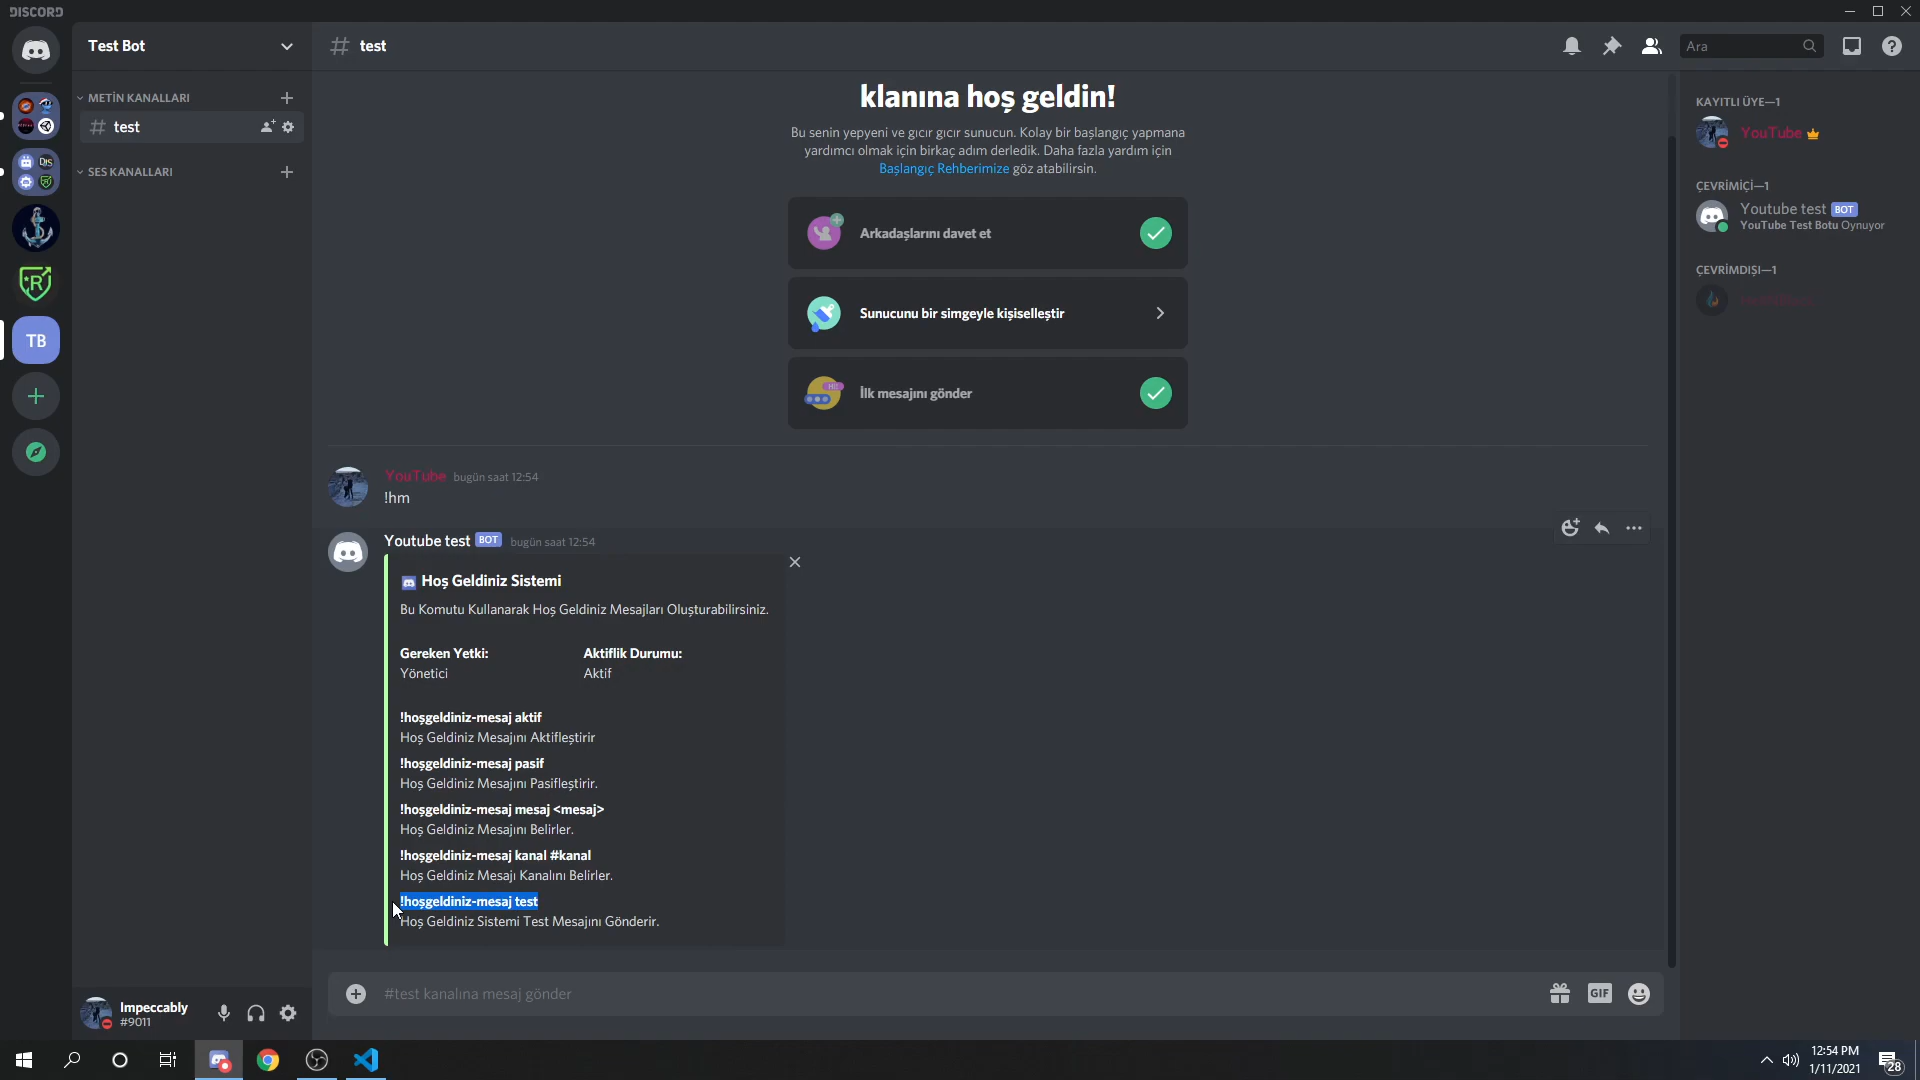 DISCORD
Test Bot
test
Ara
METİN KANALLARI
test
SES KANALLARI
TB
klanına hoş geldin!
Bu senin yepyeni ve gıcır gıcır sunucun. Kolay bir başlangıç yapmana
yardımcı olmak için birkaç adım derledik. Daha fazla yardım için
Başlangıç Rehberimize göz atabilirsin.
Arkadaşlarını davet et
Sunucunu bir simgeyle kişiselleştir
İlk mesajını gönder
YouTube bugün saat 12:54
!hm
Youtube test BOT bugün saat 12:54
Hoş Geldiniz Sistemi
Bu Komutu Kullanarak Hoş Geldiniz Mesajları Oluşturabilirsiniz.
Gereken Yetki: Aktiflik Durumu:
Yönetici Aktif
!hoşgeldiniz-mesaj aktif
Hoş Geldiniz Mesajını Aktifleştirir
!hoşgeldiniz-mesaj pasif
Hoş Geldiniz Mesajını Pasifleştirir.
!hoşgeldiniz-mesaj mesaj <mesaj>
Hoş Geldiniz Mesajını Belirler.
!hoşgeldiniz-mesaj kanal #kanal
Hoş Geldiniz Mesajı Kanalını Belirler.
!hoşgeldiniz-mesaj test
Hoş Geldiniz Sistemi Test Mesajını Gönderir.
#test kanalına mesaj gönder
GIF
KAYITLI ÜYE—1
YouTube
ÇEVRİMİÇİ—1
Youtube test BOT
YouTube Test Botu Oynuyor
ÇEVRİMDIŞI—1
Impeccably
#9011
12:54 PM
1/11/2021
28